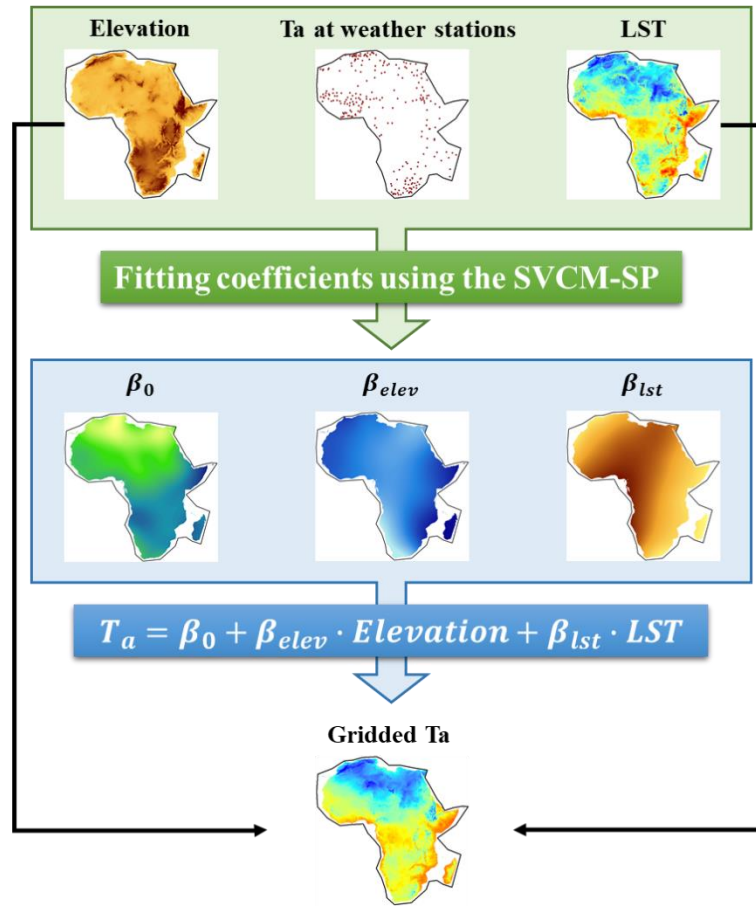 Elevation
Ta at weather stations
LST
Fitting coefficients using the SVCM-SP
β₀
βₑₗₑᵥ
βₗₛₜ
Tₐ = β₀ + βₑₗₑᵥ · Elevation + βₗₛₜ · LST
Gridded Ta